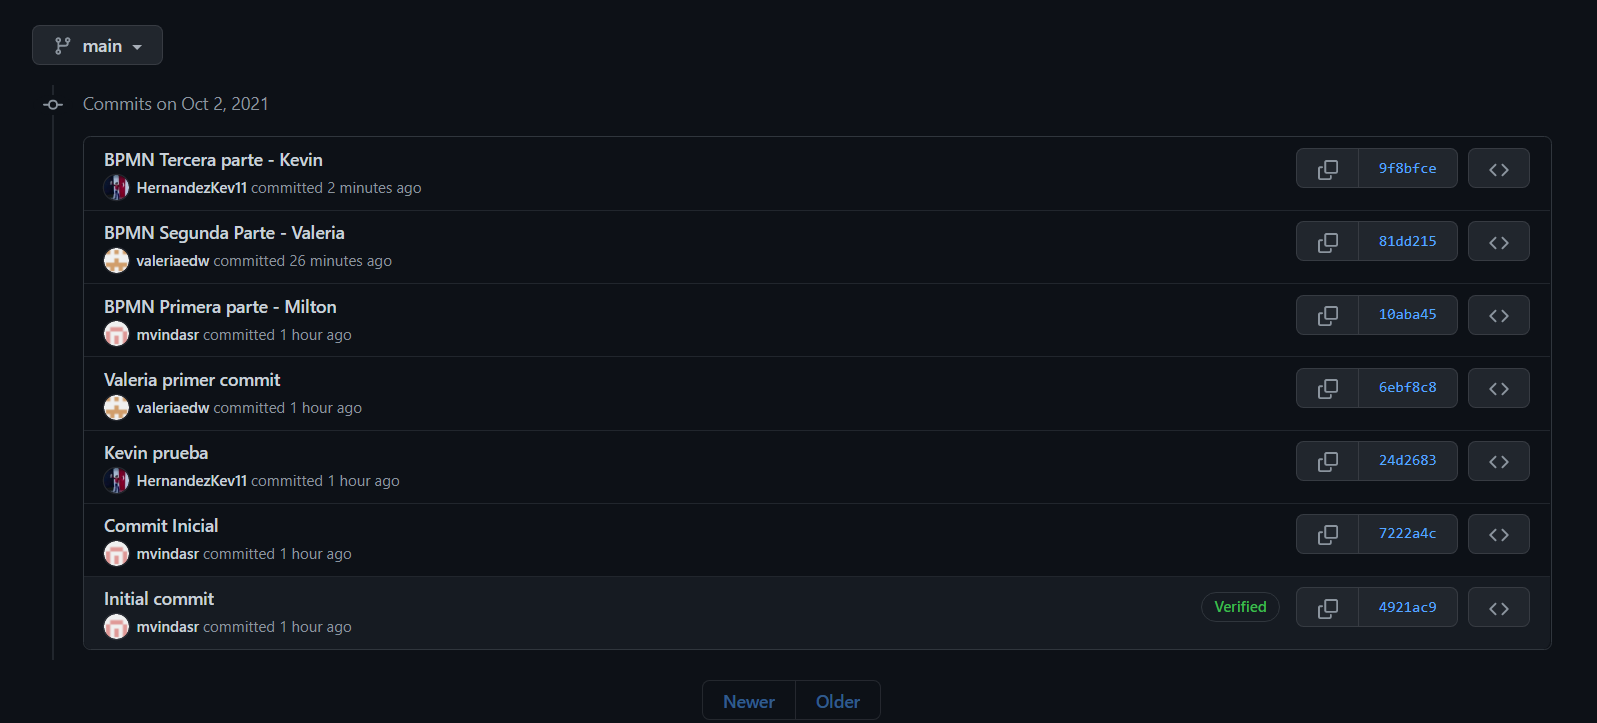 main
Commits on Oct 2, 2021
BPMN Tercera parte - Kevin
HernandezKev11 committed 2 minutes ago
9f8bfce
BPMN Segunda Parte - Valeria
valeriaedw committed 26 minutes ago
81dd215
BPMN Primera parte - Milton
mvindasr committed 1 hour ago
10aba45
Valeria primer commit
valeriaedw committed 1 hour ago
6ebf8c8
Kevin prueba
HernandezKev11 committed 1 hour ago
24d2683
Commit Inicial
mvindasr committed 1 hour ago
7222a4c
Initial commit
mvindasr committed 1 hour ago
Verified
4921ac9
Newer
Older